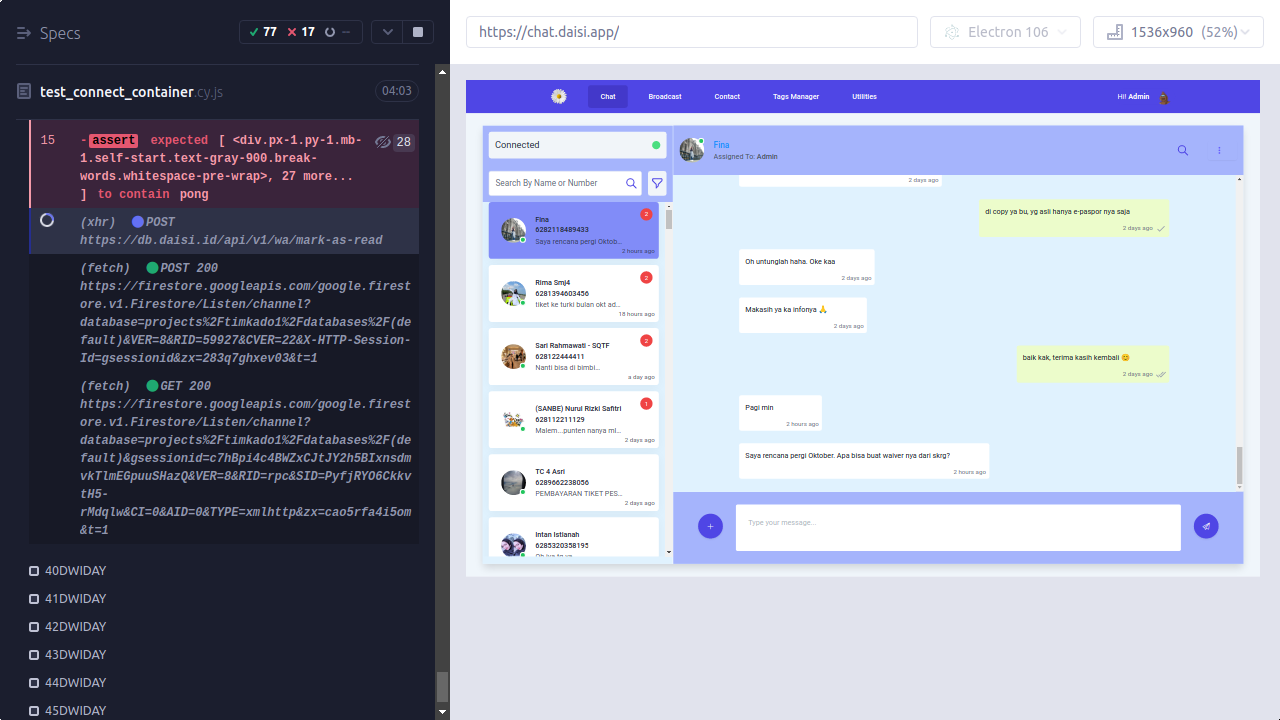 Specs
77
17
--
test_connect_container.cy.js
04:03
15
-assert expected [ <div.px-1.py-1.mb-
1.self-start.text-gray-900.break-
words.whitespace-pre-wrap>, 27 more...
] to contain pong
28
(xhr) POST
https://db.daisi.id/api/v1/wa/mark-as-read
(fetch) POST 200
https://firestore.googleapis.com/google.firest
ore.v1.Firestore/Listen/channel?
database=projects%2Ftimkado1%2Fdatabases%2F(de
fault)&VER=8&RID=59927&CVER=22&X-HTTP-Session-
Id=gsessionid&zx=283q7ghxev03&t=1
(fetch) GET 200
https://firestore.googleapis.com/google.firest
ore.v1.Firestore/Listen/channel?
database=projects%2Ftimkado1%2Fdatabases%2F(de
fault)&gsessionid=c7hBpi4c4BWZxCJtJY2h5BIxnsdm
vkTlmEGpuuSHazQ&VER=8&RID=rpc&SID=PyfjRYO6Ckkv
tH5-
rMdqlw&CI=0&AID=0&TYPE=xmlhttp&zx=cao5rfa4i5om
&t=1
40DWIDAY
41DWIDAY
42DWIDAY
43DWIDAY
44DWIDAY
45DWIDAY
https://chat.daisi.app/
Electron 106
1536x960 (52%)
Chat
Broadcast
Contact
Tags Manager
Utilities
Hi! Admin
Connected
Search By Name or Number
Fina
6282118489433
Saya rencana pergi Oktob...
2
2 hours ago
Rima Smj4
6281394603456
tiket ke turki bulan okt ad...
2
18 hours ago
Sari Rahmawati - SQTF
628122444411
Nanti bisa di bimbi...
2
a day ago
(SANBE) Nurul Rizki Safitri
628112211129
Malem...punten nanya mi...
1
2 days ago
TC 4 Asri
6289662238056
PEMBAYARAN TIKET PES...
2 days ago
Intan Istianah
6285320358195
Fina
Assigned To: Admin
2 days ago
di copy ya bu, yg asli hanya e-paspor nya saja
2 days ago
Oh untunglah haha. Oke kaa
2 days ago
Makasih ya ka infonya 🙏
2 days ago
baik kak, terima kasih kembali 😊
2 days ago
Pagi min
2 hours ago
Saya rencana pergi Oktober. Apa bisa buat waiver nya dari skrg?
2 hours ago
Type your message...